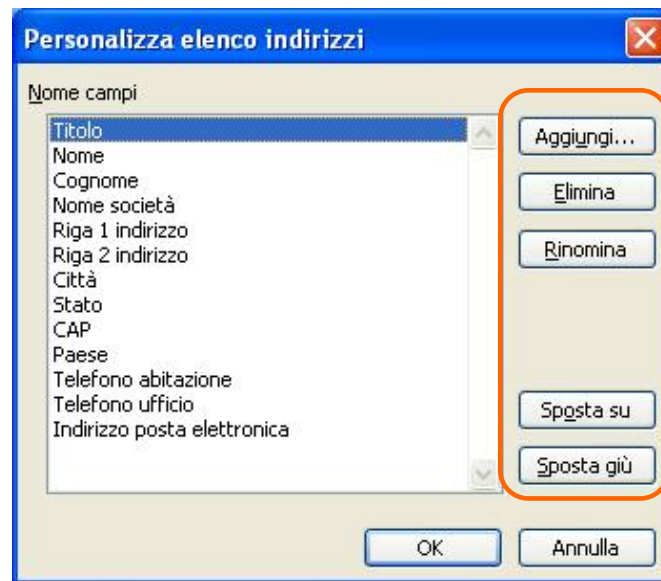 Personalizza elenco indirizzi
Nome campi
Titolo
Nome
Cognome
Nome società
Riga 1 indirizzo
Riga 2 indirizzo
Città
Stato
CAP
Paese
Telefono abitazione
Telefono ufficio
Indirizzo posta elettronica
Aggiungi...
Elimina
Rinomina
Sposta su
Sposta giù
OK
Annulla